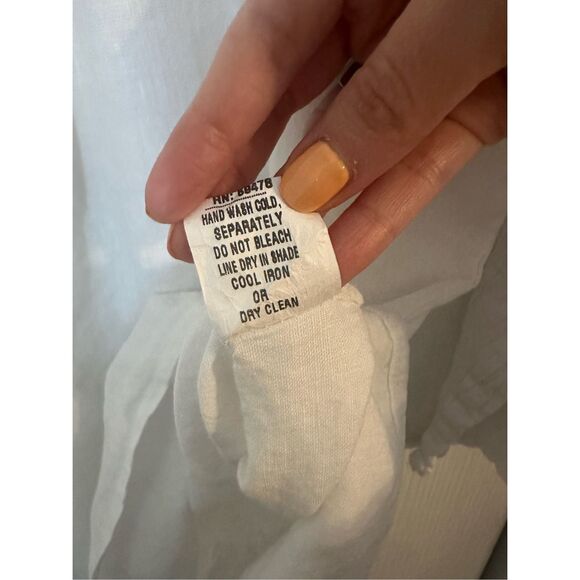 RN:
HAND WASH COLD,
SEPARATELY
DO NOT BLEACH
LINE DRY IN SHADE
COOL IRON
OR
DRY CLEAN